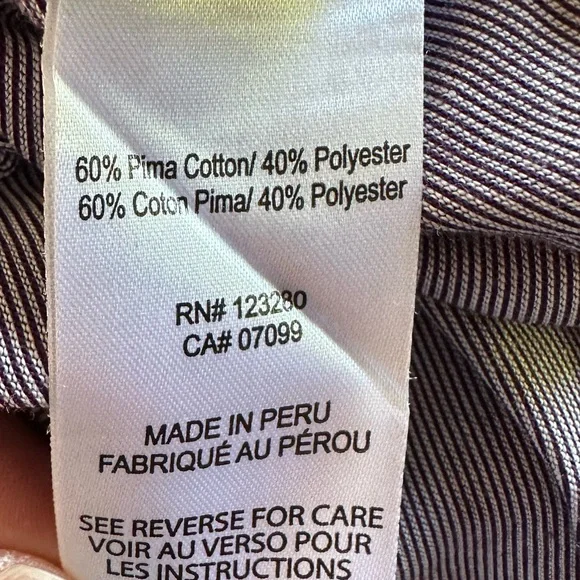 60% Pima Cotton/ 40% Polyester
60% Coton Pima/ 40% Polyester
RN# 123280
CA# 07099
MADE IN PERU
FABRIQUÉ AU PÉROU
SEE REVERSE FOR CARE
VOIR AU VERSO POUR
LES INSTRUCTIONS